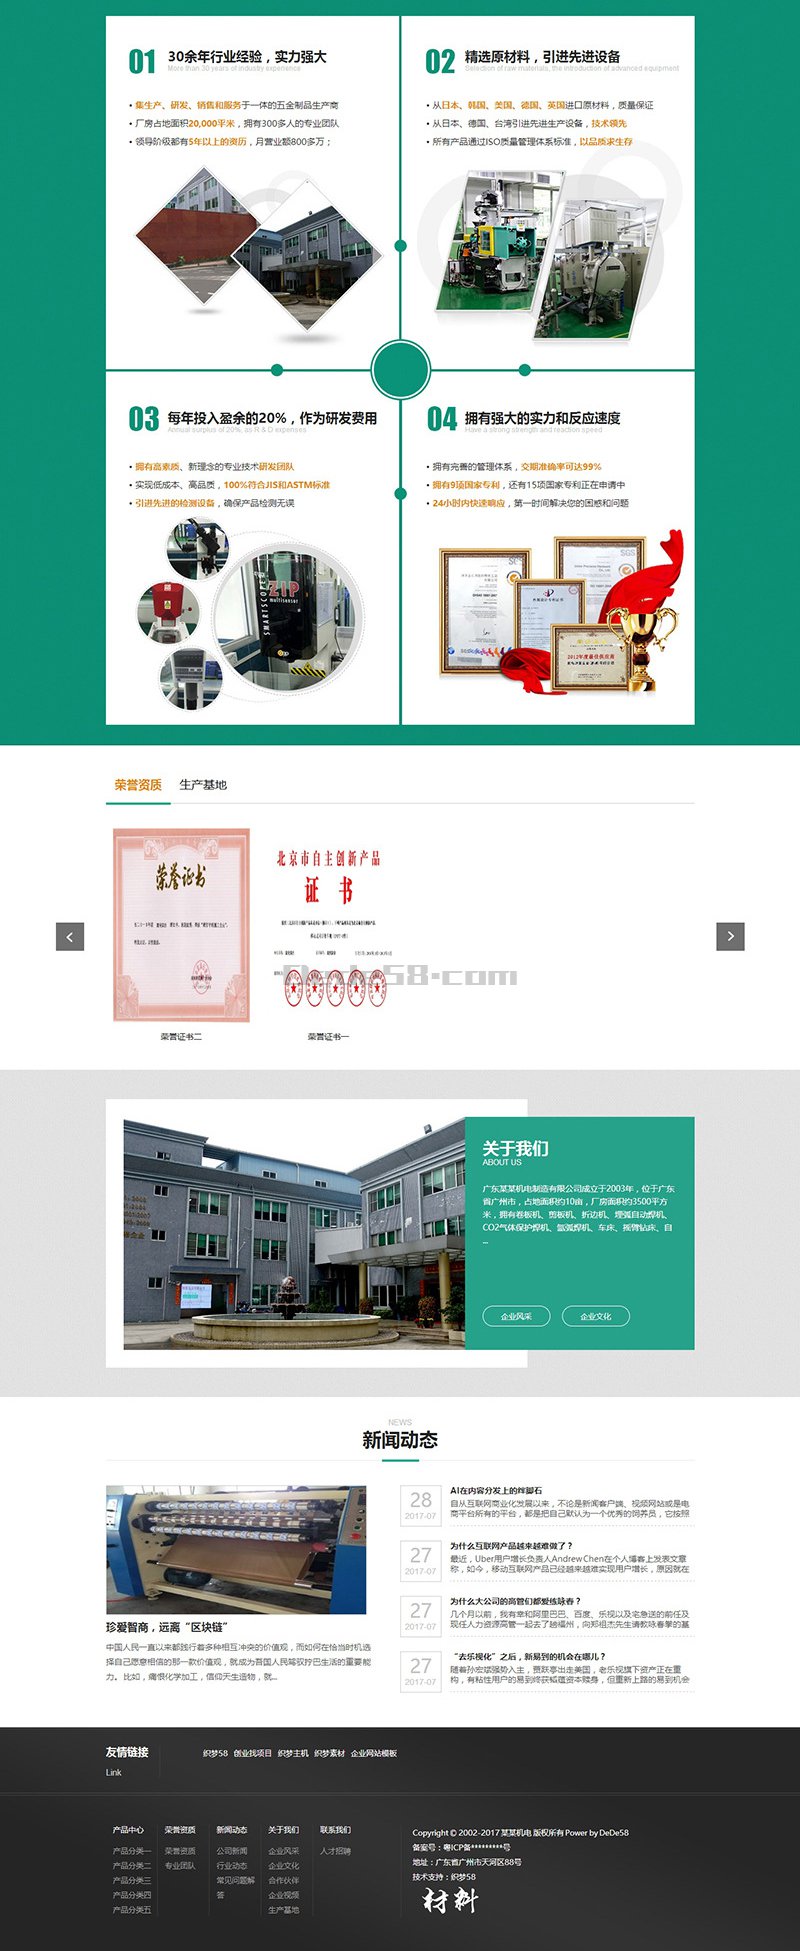 01
30余年行业经验，实力强大
More than 30 years of industry experience
• 集生产、研发、销售和服务于一体的五金制品生产商
• 厂房占地面积20,000平米，拥有300多人的专业团队
• 领导阶级都有5年以上的资历，月营业额800多万；
02
精选原材料，引进先进设备
Selection of raw materials, the introduction of advanced equipment
• 从日本、韩国、美国、德国、英国进口原材料，质量保证
• 从日本、德国、台湾引进先进生产设备，技术领先
• 所有产品通过ISO质量管理体系标准，以品质求生存
03
每年投入盈余的20%，作为研发费用
Annual surplus of 20%, as R & D expenses
• 拥有高素质、新理念的专业技术研发团队
• 实现低成本、高品质，100%符合JIS和ASTM标准
• 引进先进的检测设备，确保产品检测无误
SMARTSCOPE
ZIP
multisensor
04
拥有强大的实力和反应速度
Have a strong strength and reaction speed
• 拥有完善的管理体系，交期准确率可达99%
• 拥有9项国家专利，还有15项国家专利正在申请中
• 24小时内快速响应，第一时间解决您的困惑和问题
SGS
2012年度最佳供应商
荣誉资质
生产基地
荣誉证书
北京市自主创新产品
证 书
荣誉证书二
荣誉证书一
关于我们
ABOUT US
广东某某机电制造有限公司成立于2003年，位于广东
省广州市，占地面积约10亩，厂房面积约3500平方
米，拥有卷板机、剪板机、折边机、埋弧自动焊机、
CO2气体保护焊机、氩弧焊机、车床、摇臂钻床、自
...
企业风采
企业文化
NEWS
新闻动态
珍爱智商，远离“区块链”
中国人民一直以来都践行着多种相互冲突的价值观，而如何在恰当时机选
择自己愿意相信的那一款价值观，就成为吾国人民驾驭拧巴生活的重要能
力。比如，痛恨化学加工，信仰天生造物，就...
28
2017-07
AI在内容分发上的绊脚石
自从互联网商业化发展以来，不论是新闻客户端、视频网站或是电
商平台所有的平台，都是把自己默认为一个优秀的饲养员，它按照
27
2017-07
为什么互联网产品越来越难做了？
最近，Uber用户增长负责人Andrew Chen在个人博客上发表文章
称，如今，移动互联网产品已经越来越难实现用户增长，原因就在
27
2017-07
为什么大公司的高管们都爱练咏春？
几个月以前，我有幸和阿里巴巴、百度、乐视以及宅急送的前任及
现任人力资源高管一起去了趟福州，向郑祖杰先生请教咏春拳的基
27
2017-07
“去乐视化”之后，新易到的机会在哪儿？
随着孙宏斌强势入主，贾跃亭出走美国，老乐视旗下资产正在重
构，有粘性用户的易到终获韬蕴资本赎身，但重新上路的易到机会
友情链接
Link
织梦58 创业找项目 织梦主机 织梦素材 企业网站模板
产品中心
产品分类一
产品分类二
产品分类三
产品分类四
产品分类五
荣誉资质
荣誉资质
专业团队
新闻动态
公司新闻
行业动态
常见问题解
答
关于我们
企业风采
企业文化
合作伙伴
企业视频
生产基地
联系我们
人才招聘
Copyright © 2002-2017 某某机电 版权所有 Power by DeDe58
备案号：粤ICP备*********号
地址：广东省广州市天河区88号
技术支持：织梦58
材料